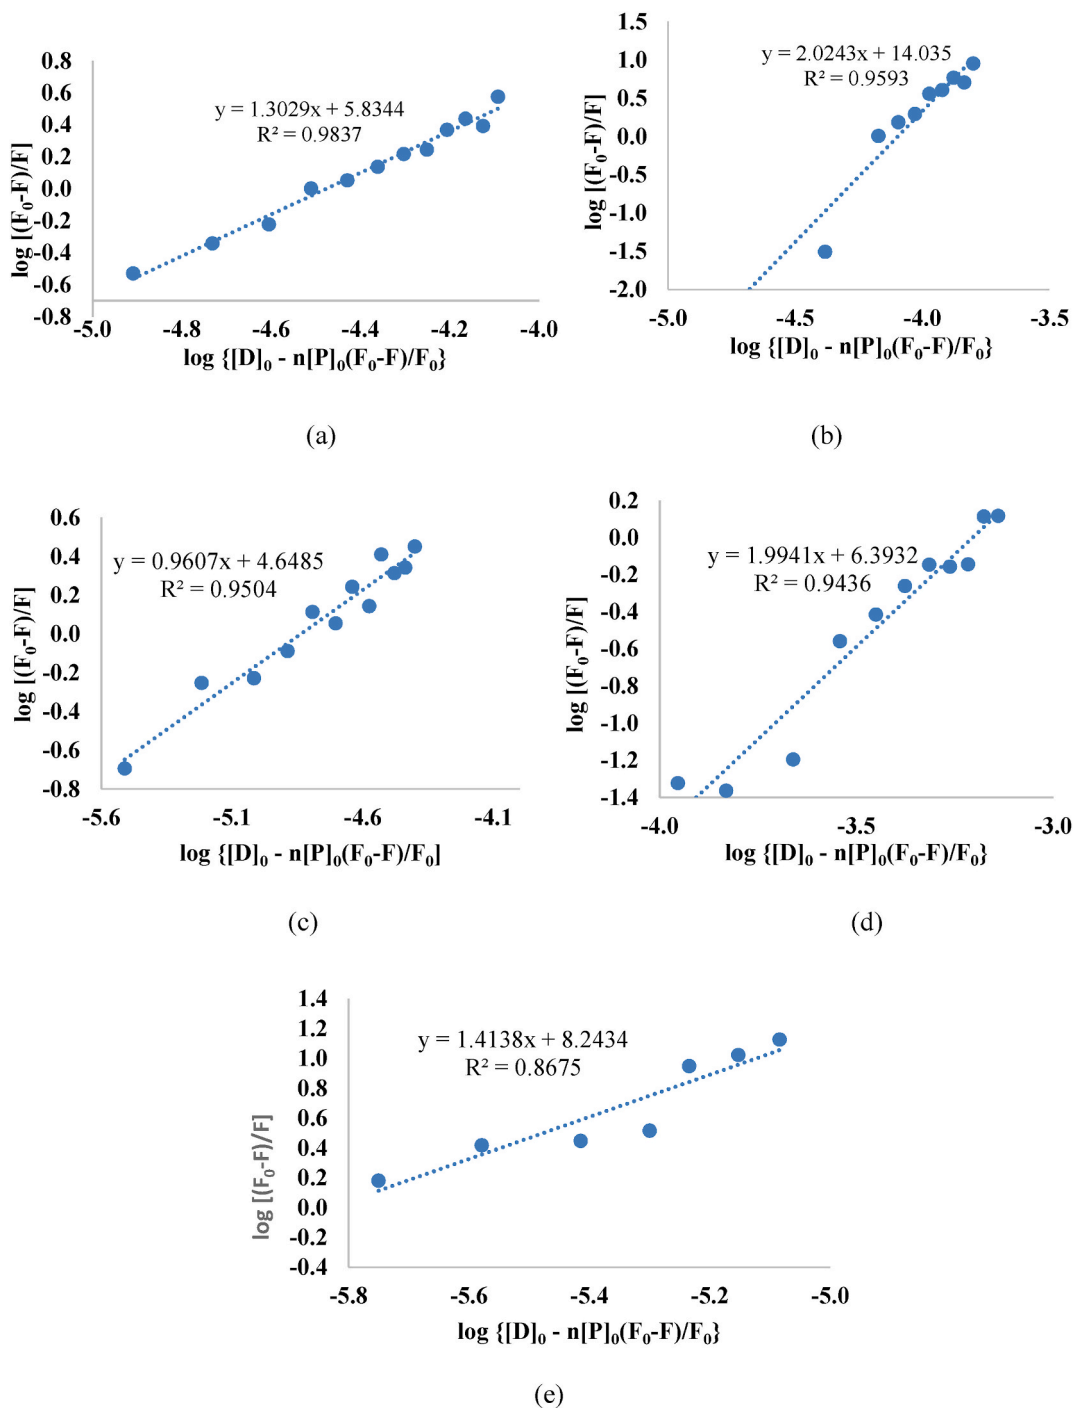 0.8
0.6
0.4
0.2
0.0
-0.2
-0.4
-0.6
-0.8
log [(F₀-F)/F]
y = 1.3029x + 5.8344
R² = 0.9837
-5.0 -4.8 -4.6 -4.4 -4.2 -4.0
log {[D]₀ - n[P]₀(F₀-F)/F₀}
(a)
1.5
1.0
0.5
0.0
-0.5
-1.0
-1.5
-2.0
log [(F₀-F)/F]
y = 2.0243x + 14.035
R² = 0.9593
-5.0 -4.5 -4.0 -3.5
log {[D]₀ - n[P]₀(F₀-F)/F₀}
(b)
0.6
0.4
0.2
0.0
-0.2
-0.4
-0.6
-0.8
log [(F₀-F)/F]
y = 0.9607x + 4.6485
R² = 0.9504
-5.6 -5.1 -4.6 -4.1
log {[D]₀ - n[P]₀(F₀-F)/F₀]
(c)
0.2
0.0
-0.2
-0.4
-0.6
-0.8
-1.0
-1.2
-1.4
log [(F₀-F)/F]
y = 1.9941x + 6.3932
R² = 0.9436
-4.0 -3.5 -3.0
log {[D]₀ - n[P]₀(F₀-F)/F₀}
(d)
1.4
1.2
1.0
0.8
0.6
0.4
0.2
0.0
-0.2
-0.4
log [(F₀-F)/F]
y = 1.4138x + 8.2434
R² = 0.8675
-5.8 -5.6 -5.4 -5.2 -5.0
log {[D]₀ - n[P]₀(F₀-F)/F₀}
(e)